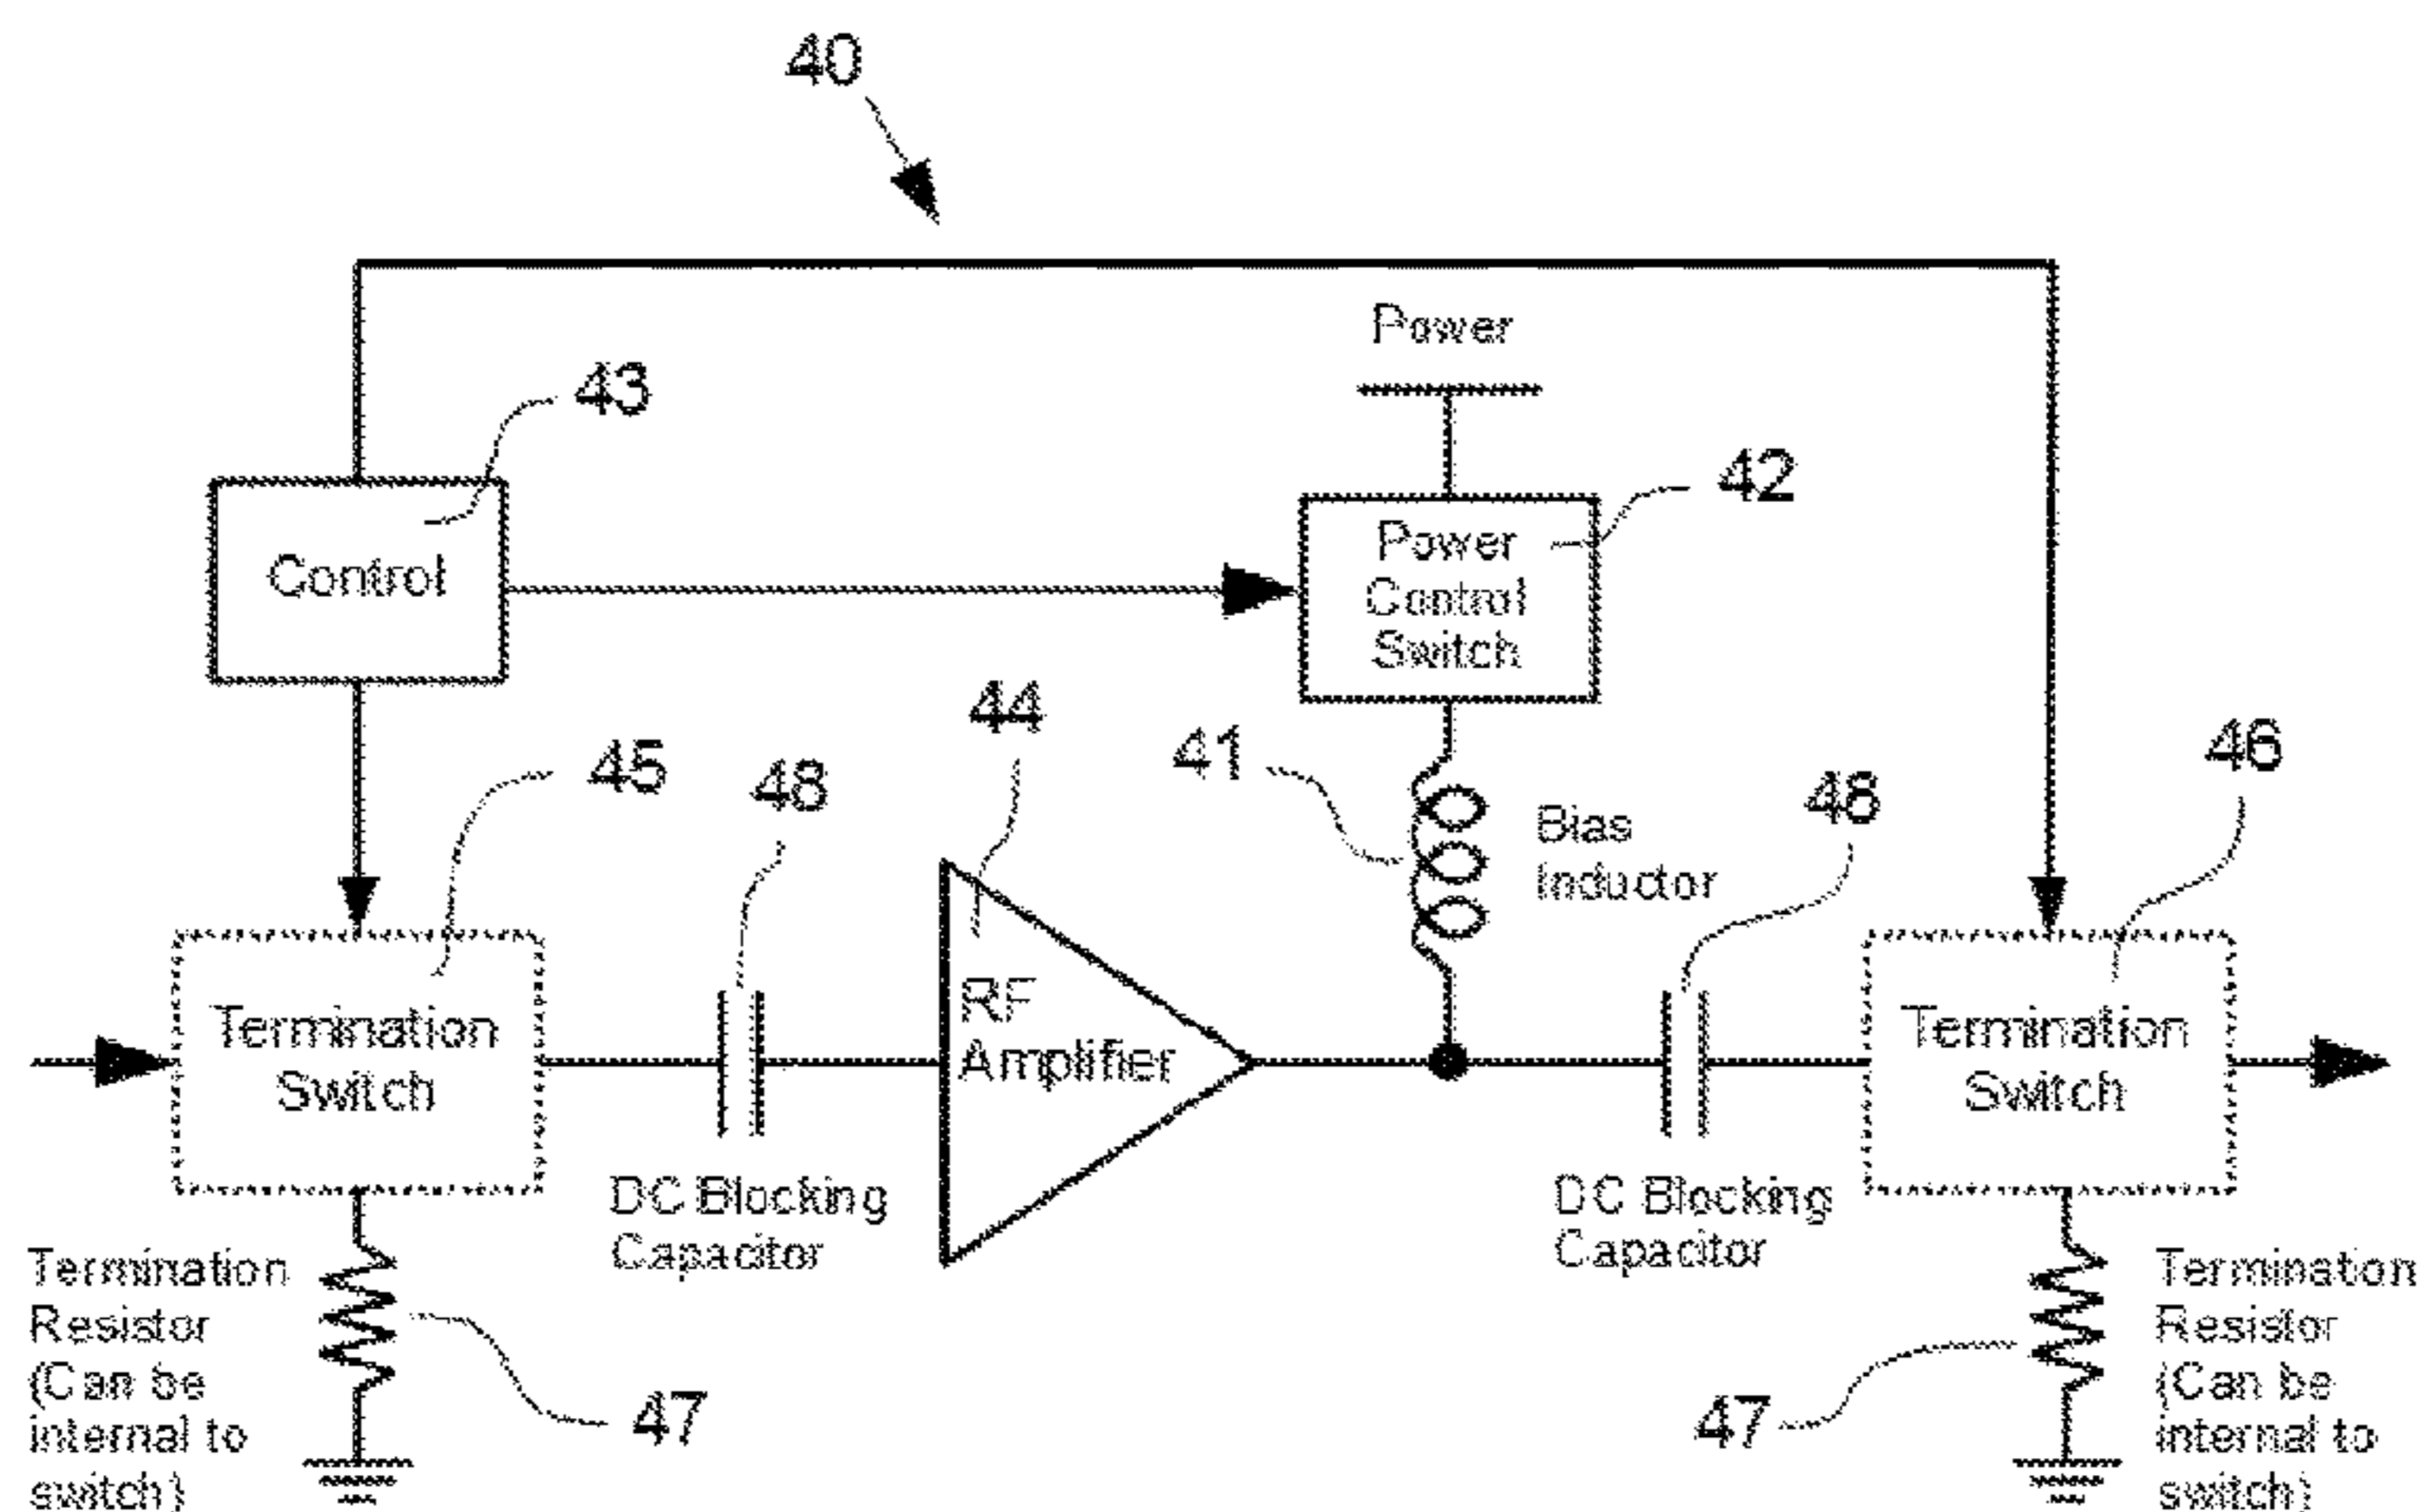 40
Power
43
42
Control
Power
Control
Switch
44
41
45
48
46
48
Bias
Inductor
RF
Amplifier
Termination
Switch
Termination
Switch
DC Blocking
Capacitor
DC Blocking
Capacitor
Termination
Resistor
(Can be
internal to
switch)
47
47
Termination
Resistor
(Can be
internal to
switch)